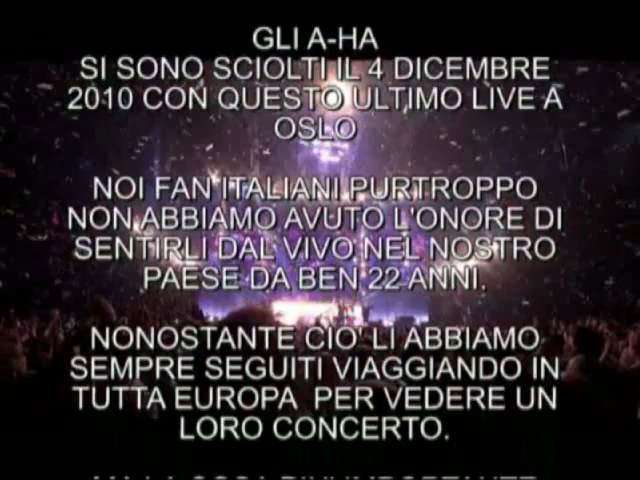 GLI A-HA
SI SONO SCIOLTI IL 4 DICEMBRE
2010 CON QUESTO ULTIMO LIVE A
OSLO
NOI FAN ITALIANI PURTROPPO
NON ABBIAMO AVUTO L'ONORE DI
SENTIRLI DAL VIVO NEL NOSTRO
PAESE DA BEN 22 ANNI.
NONOSTANTE CIO' LI ABBIAMO
SEMPRE SEGUITI VIAGGIANDO IN
TUTTA EUROPA PER VEDERE UN
LORO CONCERTO.